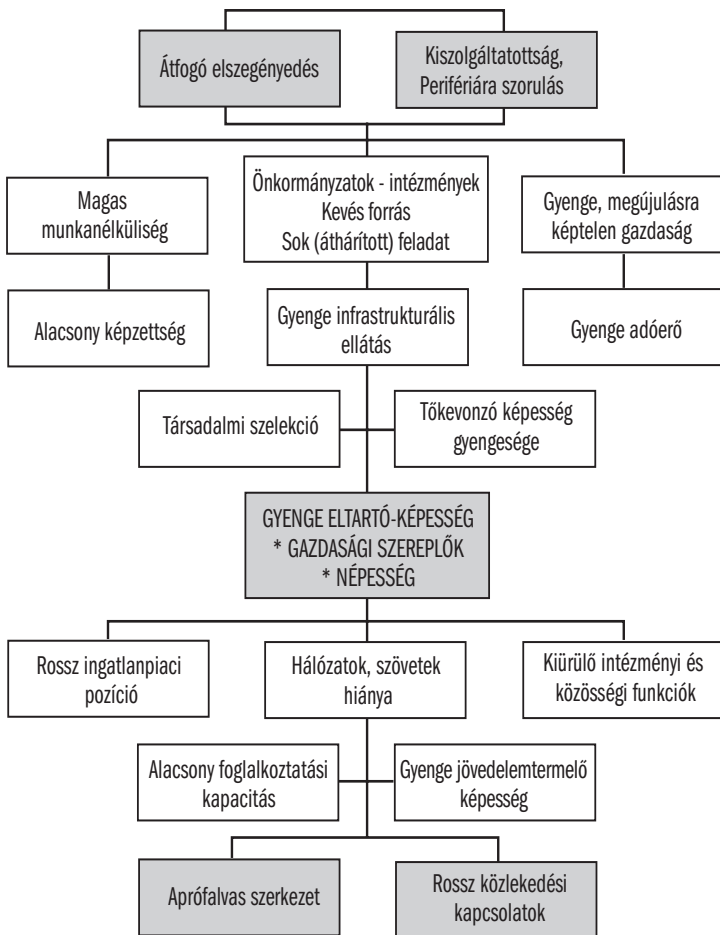 Átfogó elszegényedés
Kiszolgáltatottság,
Perifériára szorulás
Magas
munkanélküliség
Önkormányzatok - intézmények
Kevés forrás
Sok (áthárított) feladat
Gyenge, megújulásra
képtelen gazdaság
Alacsony képzettség
Gyenge infrastrukturális
ellátás
Gyenge adóerő
Társadalmi szelekció
Tőkevonzó képesség
gyengesége
GYENGE ELTARTÓ-KÉPESSÉG
* GAZDASÁGI SZEREPLŐK
* NÉPESSÉG
Rossz ingatlanpiaci
pozíció
Hálózatok, szövetek
hiánya
Kiürülő intézményi és
közösségi funkciók
Alacsony foglalkoztatási
kapacitás
Gyenge jövedelemtermelő
képesség
Aprófalvas szerkezet
Rossz közlekedési
kapcsolatok